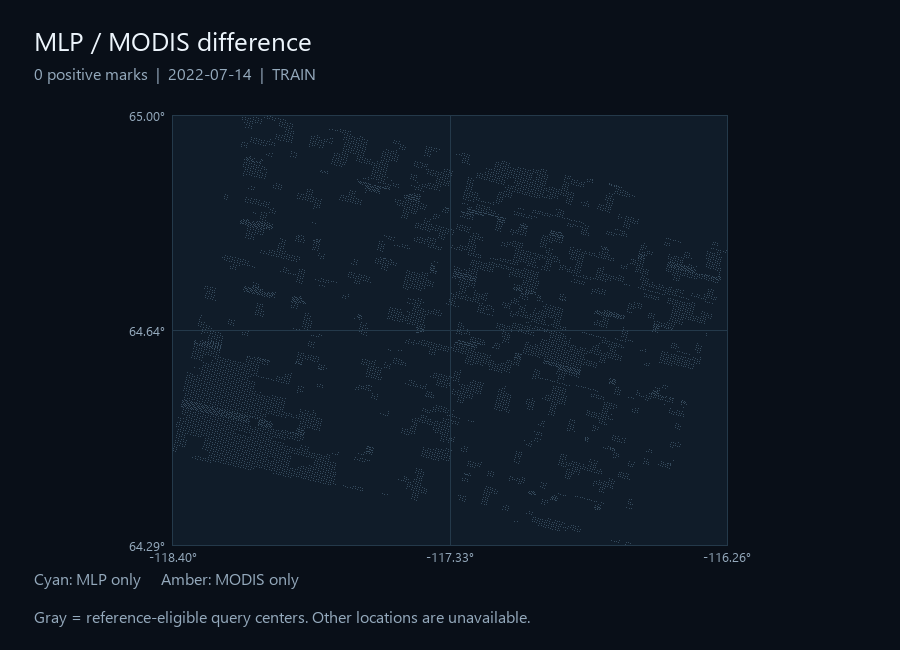 MLP / MODIS difference
0 positive marks | 2022-07-14 | TRAIN
65.00°
64.64°
64.29°
-118.40°
-117.33°
-116.26°
Cyan: MLP only Amber: MODIS only
Gray = reference-eligible query centers. Other locations are unavailable.